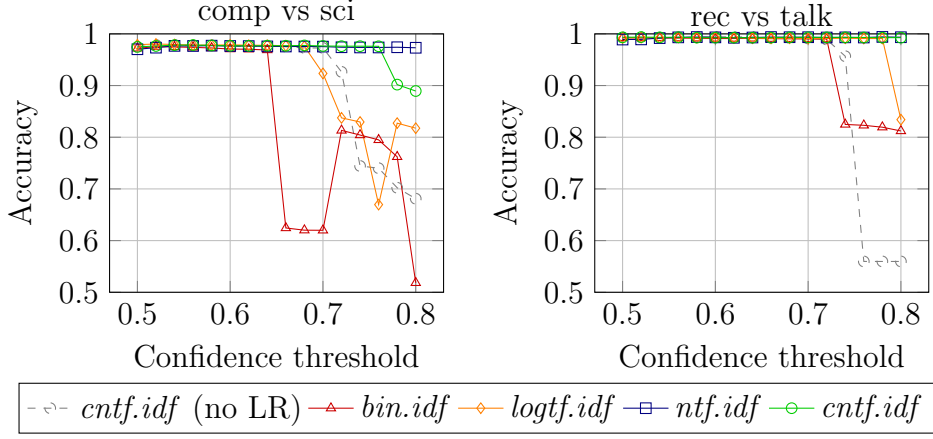 comp vs sci
rec vs talk
1
0.9
0.8
0.7
0.6
0.5
Accuracy
0.5 0.6 0.7 0.8
Confidence threshold
1
0.9
0.8
0.7
0.6
0.5
Accuracy
0.5 0.6 0.7 0.8
Confidence threshold
cntf.idf (no LR) bin.idf logtf.idf ntf.idf cntf.idf